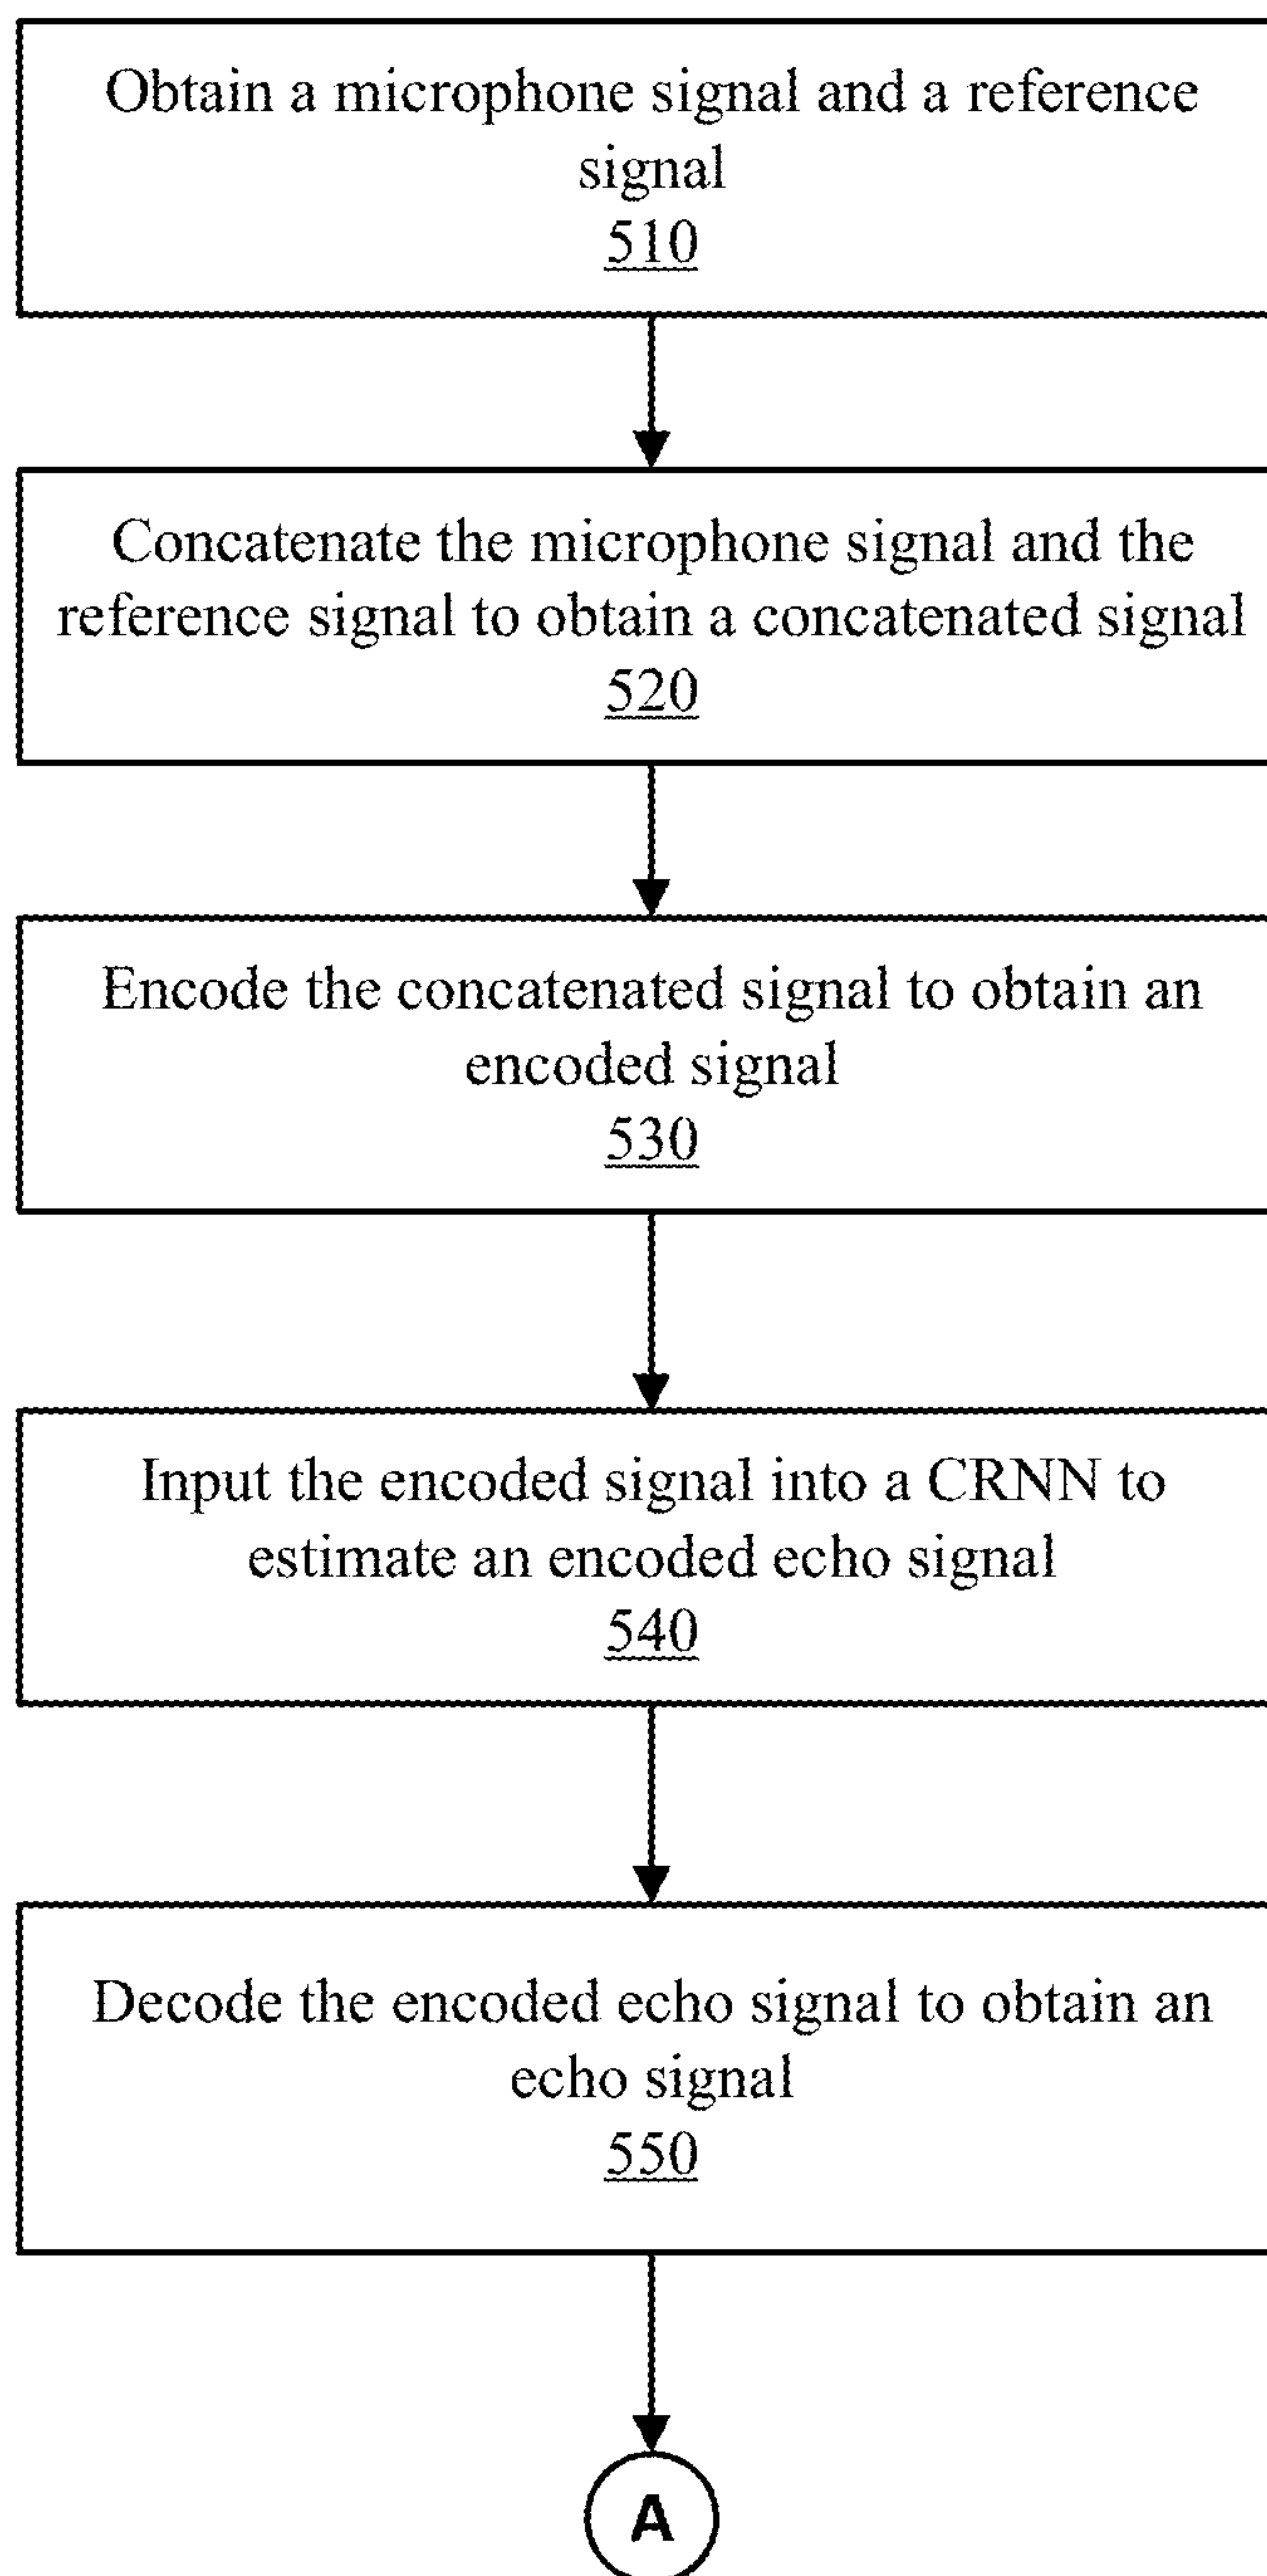 Obtain a microphone signal and a reference
signal
510
Concatenate the microphone signal and the
reference signal to obtain a concatenated signal
520
Encode the concatenated signal to obtain an
encoded signal
530
Input the encoded signal into a CRNN to
estimate an encoded echo signal
540
Decode the encoded echo signal to obtain an
echo signal
550
A